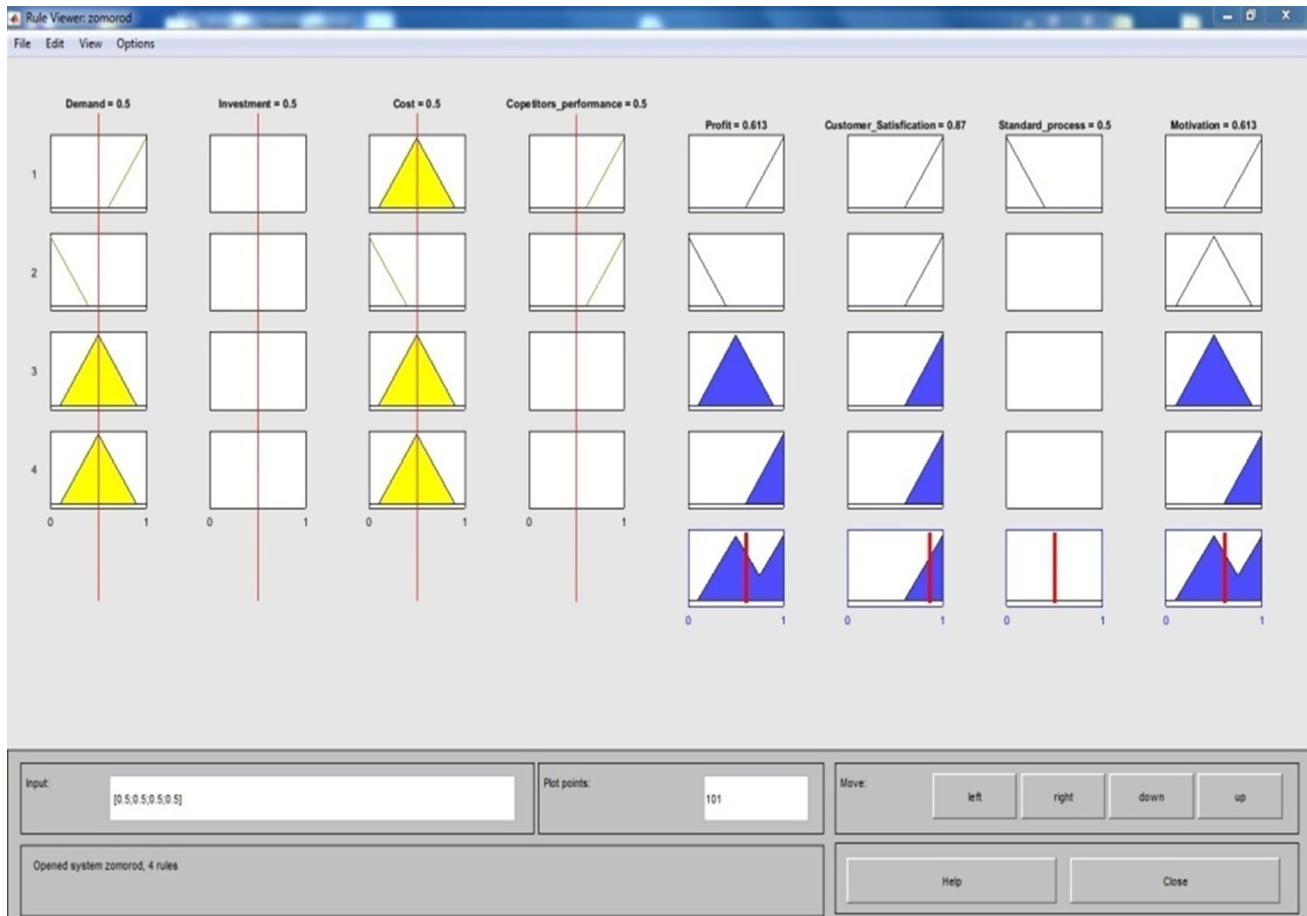 Rule Viewer: zomorod
File Edit View Options
Demand = 0.5 Investment = 0.5 Cost = 0.5 Copetitors_performance = 0.5
Profit = 0.613 Customer_Satisfication = 0.87 Standard_process = 0.5 Motivation = 0.613
1
2
3
4
0 1 0 1 0 1 0 1
0 1 0 1 0 1 0 1
Input: [0.5;0.5;0.5;0.5] Plot points: 101 Move: left right down up
Opened system zomorod, 4 rules
Help Close